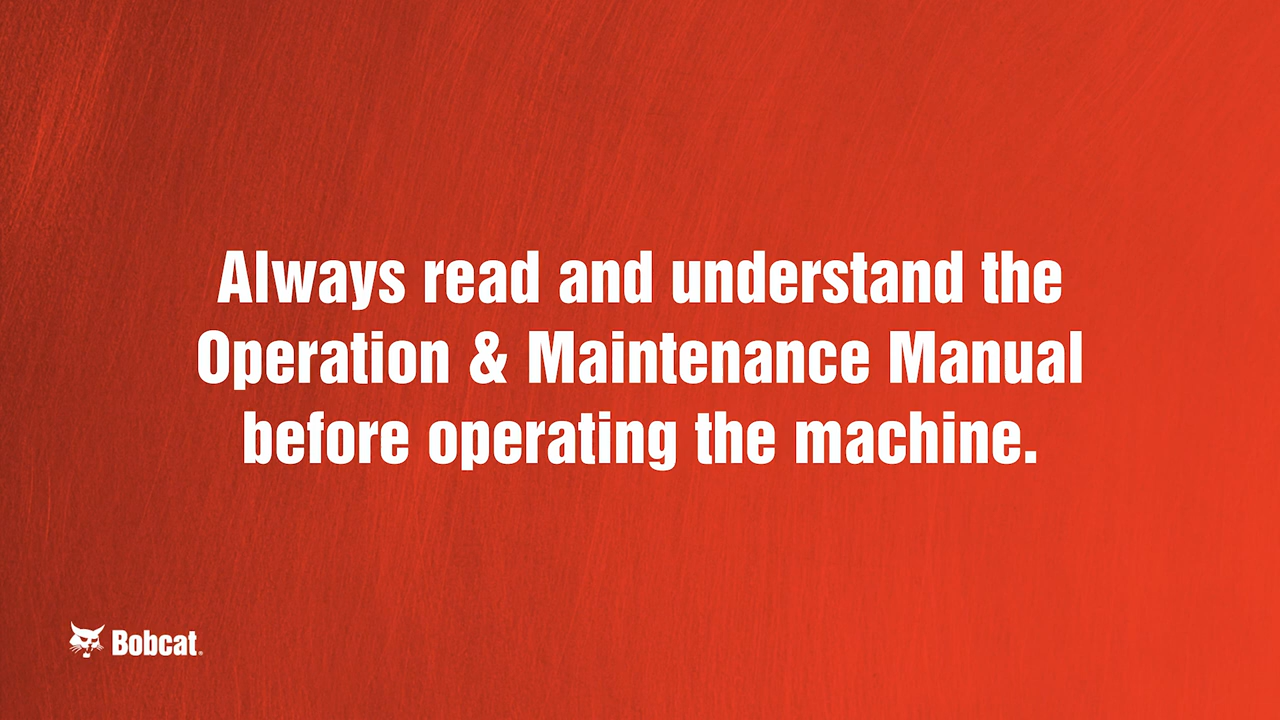 Always read and understand the
Operation & Maintenance Manual
before operating the machine.
Bobcat®